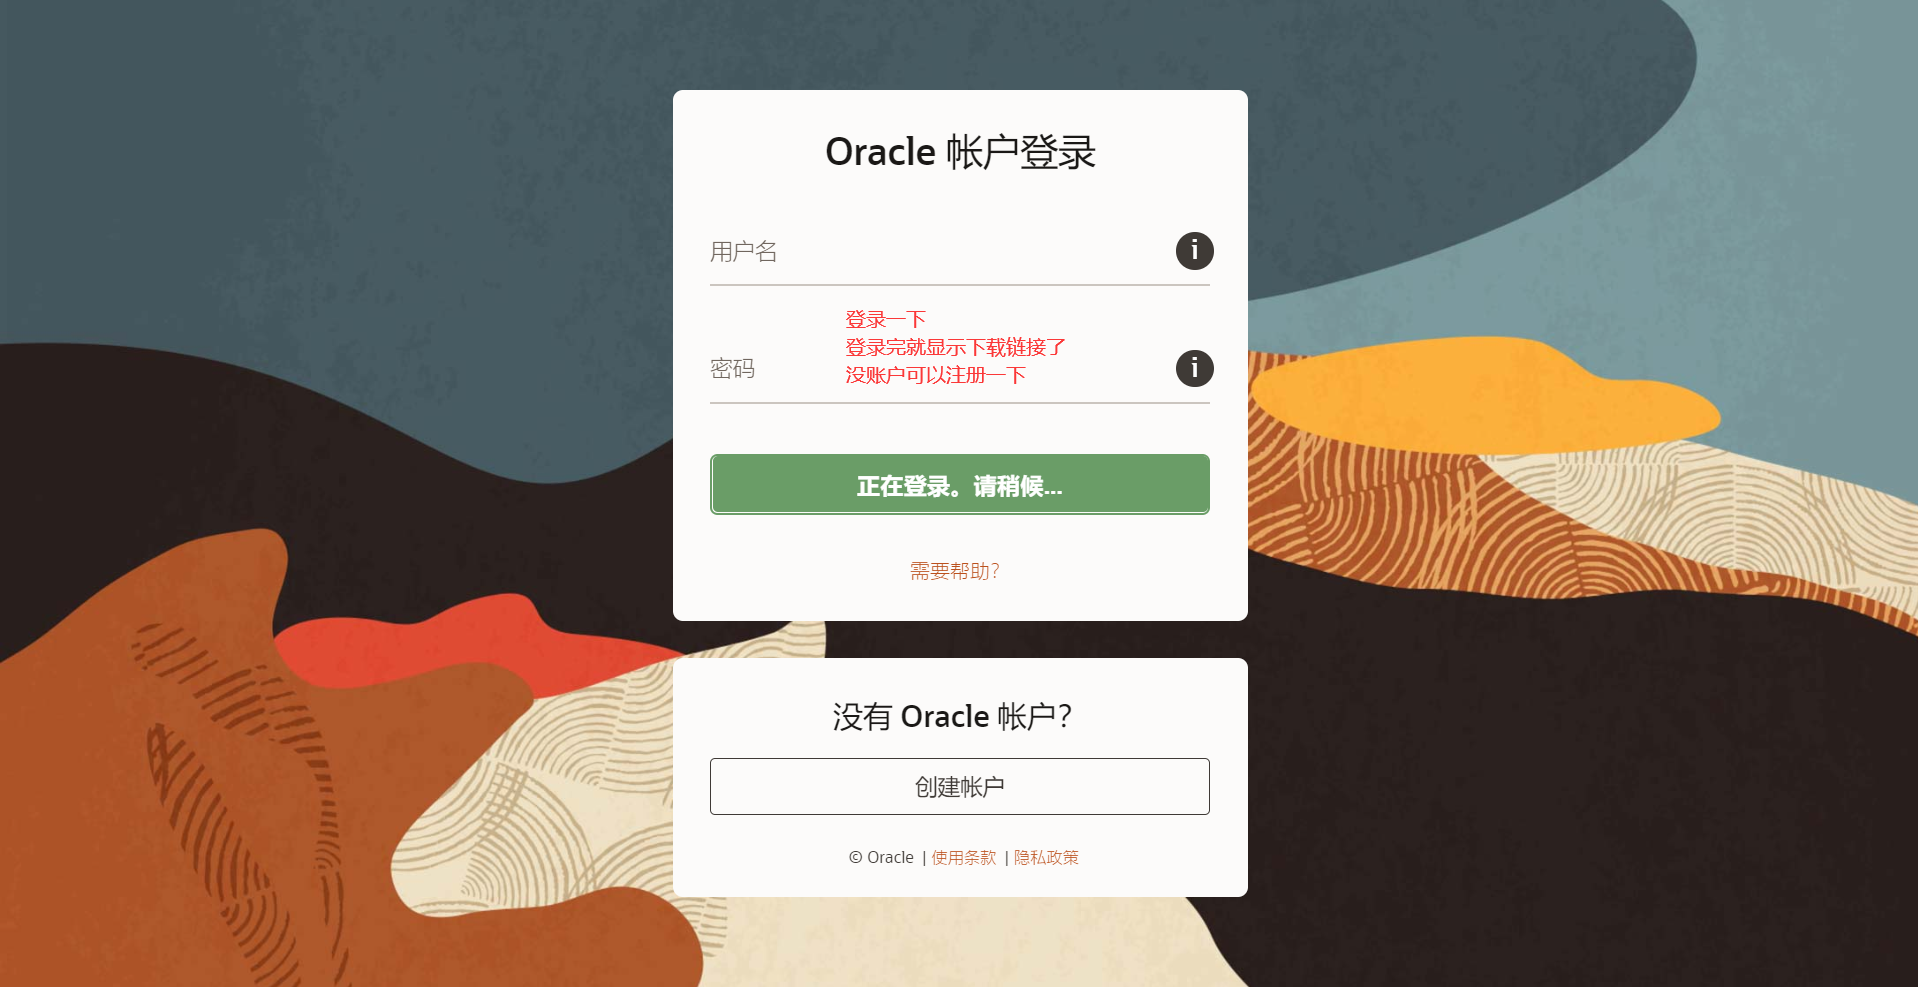 Oracle 帐户登录
用户名
i
登录一下
登录完就显示下载链接了
没账户可以注册一下
密码
i
正在登录。请稍候...
需要帮助?
没有 Oracle 帐户?
创建帐户
© Oracle | 使用条款 | 隐私政策